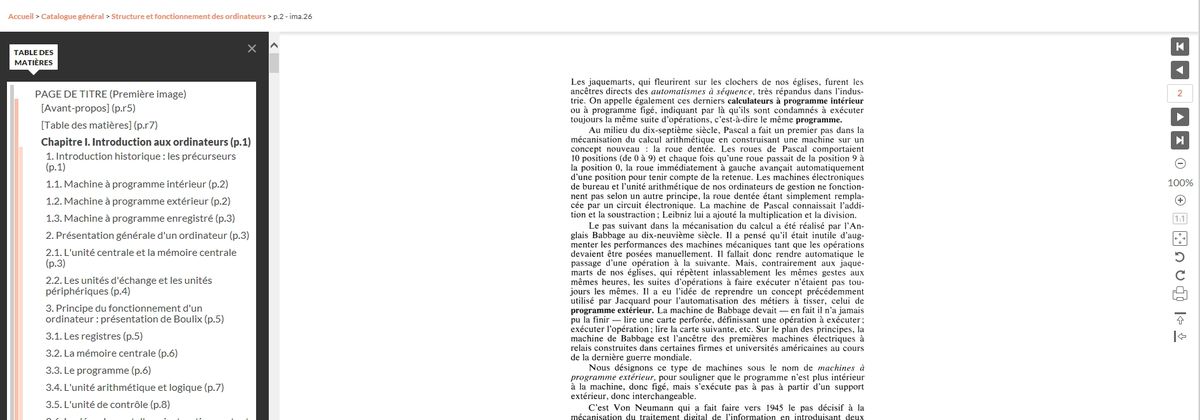 Accueil > Catalogue général > Structure et fonctionnement des ordinateurs > p.2 - ima.26
TABLE DES
MATIÈRES
PAGE DE TITRE (Première image)
[Avant-propos] (p.r5)
[Table des matières] (p.r7)
Chapitre I. Introduction aux ordinateurs (p.1)
1. Introduction historique : les précurseurs
(p.1)
1.1. Machine à programme intérieur (p.2)
1.2. Machine à programme extérieur (p.2)
1.3. Machine à programme enregistré (p.3)
2. Présentation générale d'un ordinateur (p.3)
2.1. L'unité centrale et la mémoire centrale
(p.3)
2.2. Les unités d'échange et les unités
périphériques (p.4)
3. Principe du fonctionnement d'un
ordinateur : présentation de Boulix (p.5)
3.1. Les registres (p.5)
3.2. La mémoire centrale (p.6)
3.3. Le programme (p.6)
3.4. L'unité arithmétique et logique (p.7)
3.5. L'unité de contrôle (p.8)
Les jaquemarts, qui fleurirent sur les clochers de nos églises, furent les
ancêtres directs des automatismes à séquence, très répandus dans l'indus-
trie. On appelle également ces derniers calculateurs à programme intérieur
ou à programme figé, indiquant par là qu'ils sont condamnés à exécuter
toujours la même suite d'opérations, c'est-à-dire le même programme.
Au milieu du dix-septième siècle, Pascal a fait un premier pas dans la
mécanisation du calcul arithmétique en construisant une machine sur un
concept nouveau : la roue dentée. Les roues de Pascal comportaient
10 positions (de 0 à 9) et chaque fois qu'une roue passait de la position 9 à
la position 0, la roue immédiatement à gauche avançait automatiquement
d'une position pour tenir compte de la retenue. Les machines électroniques
de bureau et l'unité arithmétique de nos ordinateurs de gestion ne fonction-
nent pas selon un autre principe, la roue dentée étant simplement rempla-
cée par un circuit électronique. La machine de Pascal connaissait l'addi-
tion et la soustraction ; Leibniz lui a ajouté la multiplication et la division.
Le pas suivant dans la mécanisation du calcul a été réalisé par l'An-
glais Babbage au dix-neuvième siècle. Il a pensé qu'il était inutile d'aug-
menter les performances des machines mécaniques tant que les opérations
devaient être posées manuellement. Il fallait donc rendre automatique le
passage d'une opération à la suivante. Mais, contrairement aux jaque-
marts de nos églises, qui répètent inlassablement les mêmes gestes aux
mêmes heures, les suites d'opérations à faire exécuter n'étaient pas tou-
jours les mêmes. Il a eu l'idée de reprendre un concept précédemment
utilisé par Jacquard pour l'automatisation des métiers à tisser, celui de
programme extérieur. La machine de Babbage devait — en fait il n'a jamais
pu la finir — lire une carte perforée, définissant une opération à exécuter ;
exécuter l'opération ; lire la carte suivante, etc. Sur le plan des principes, la
machine de Babbage est l'ancêtre des premières machines électriques à
relais construites dans certaines firmes et universités américaines au cours
de la dernière guerre mondiale.
Nous désignons ce type de machines sous le nom de machines à
programme extérieur, pour souligner que le programme n'est plus intérieur
à la machine, donc figé, mais s'exécute pas à pas à partir d'un support
extérieur, donc interchangeable.
C'est Von Neumann qui a fait faire vers 1945 le pas décisif à la
mécanisation du traitement digital de l'information en introduisant deux
2
100%
1:1